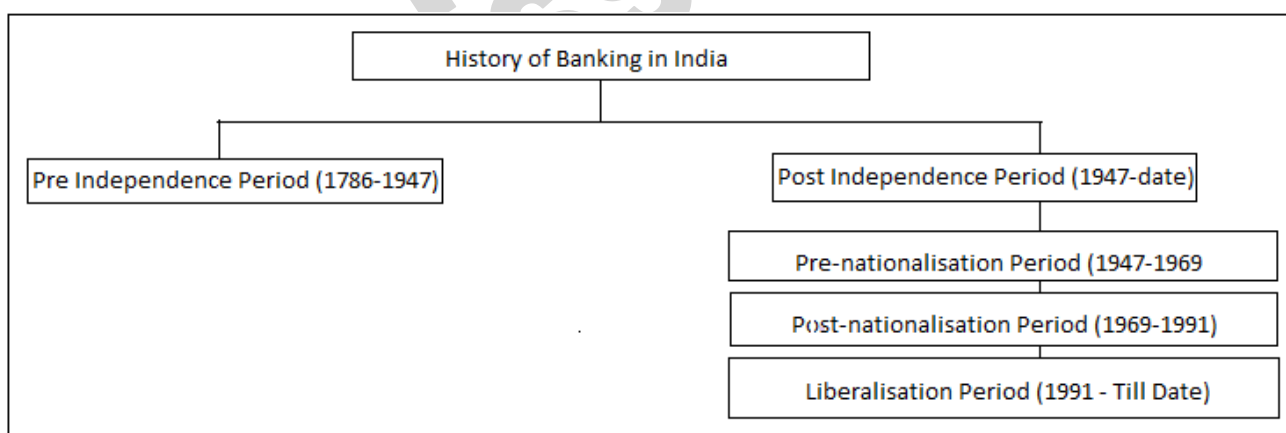 History of Banking in India
Pre Independence Period (1786-1947)
Post Independence Period (1947-date)
Pre-nationalisation Period (1947-1969
Post-nationalisation Period (1969-1991)
Liberalisation Period (1991 - Till Date)